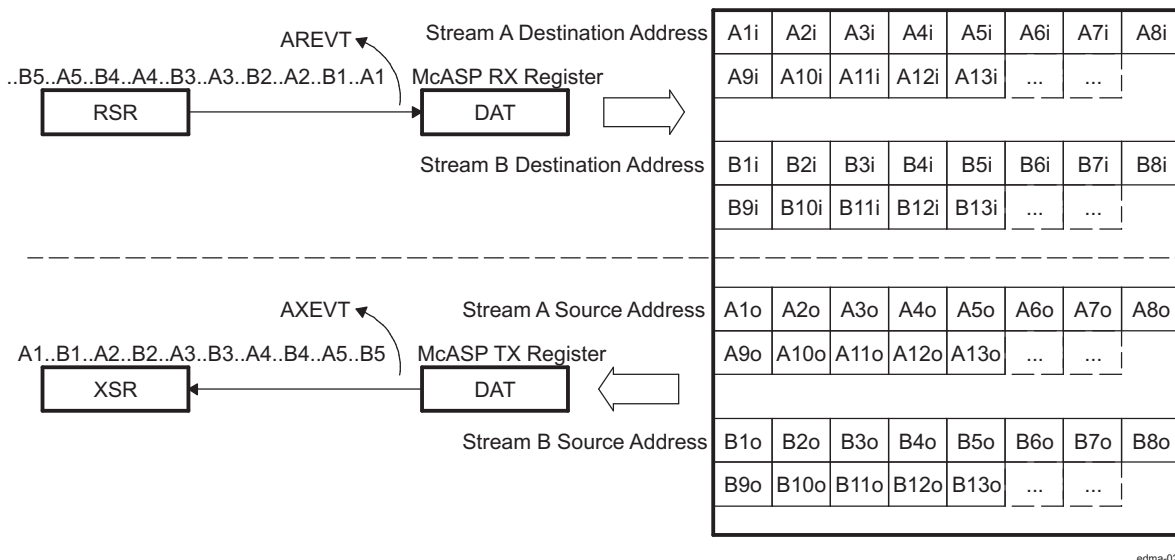 Stream A Destination Address A1i A2i A3i A4i A5i A6i A7i A8i
AREVT
..B5..A5..B4..A4..B3..A3..B2..A2..B1..A1 McASP RX Register A9i A10i A11i A12i A13i ... ...
RSR DAT
Stream B Destination Address B1i B2i B3i B4i B5i B6i B7i B8i
B9i B10i B11i B12i B13i ... ...
Stream A Source Address A1o A2o A3o A4o A5o A6o A7o A8o
AXEVT
A1..B1..A2..B2..A3..B3..A4..B4..A5..B5 McASP TX Register A9o A10o A11o A12o A13o ... ...
XSR DAT
Stream B Source Address B1o B2o B3o B4o B5o B6o B7o B8o
B9o B10o B11o B12o B13o ... ...